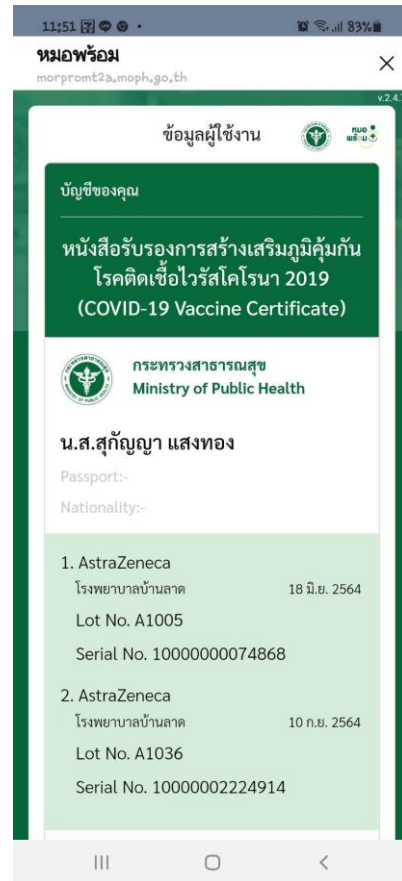 11:51
83%
หมอพร้อม
morpromt2a.moph.go.th
v.2.4.
ข้อมูลผู้ใช้งาน
หมอ
พร้อม
บัญชีของคุณ
หนังสือรับรองการสร้างเสริมภูมิคุ้มกัน
โรคติดเชื้อไวรัสโคโรนา 2019
(COVID-19 Vaccine Certificate)
กระทรวงสาธารณสุข
Ministry of Public Health
น.ส.สุกัญญา แสงทอง
Passport:-
Nationality:-
1. AstraZeneca
โรงพยาบาลบ้านลาด 18 มิ.ย. 2564
Lot No. A1005
Serial No. 10000000074868
2. AstraZeneca
โรงพยาบาลบ้านลาด 10 ก.ย. 2564
Lot No. A1036
Serial No. 10000002224914